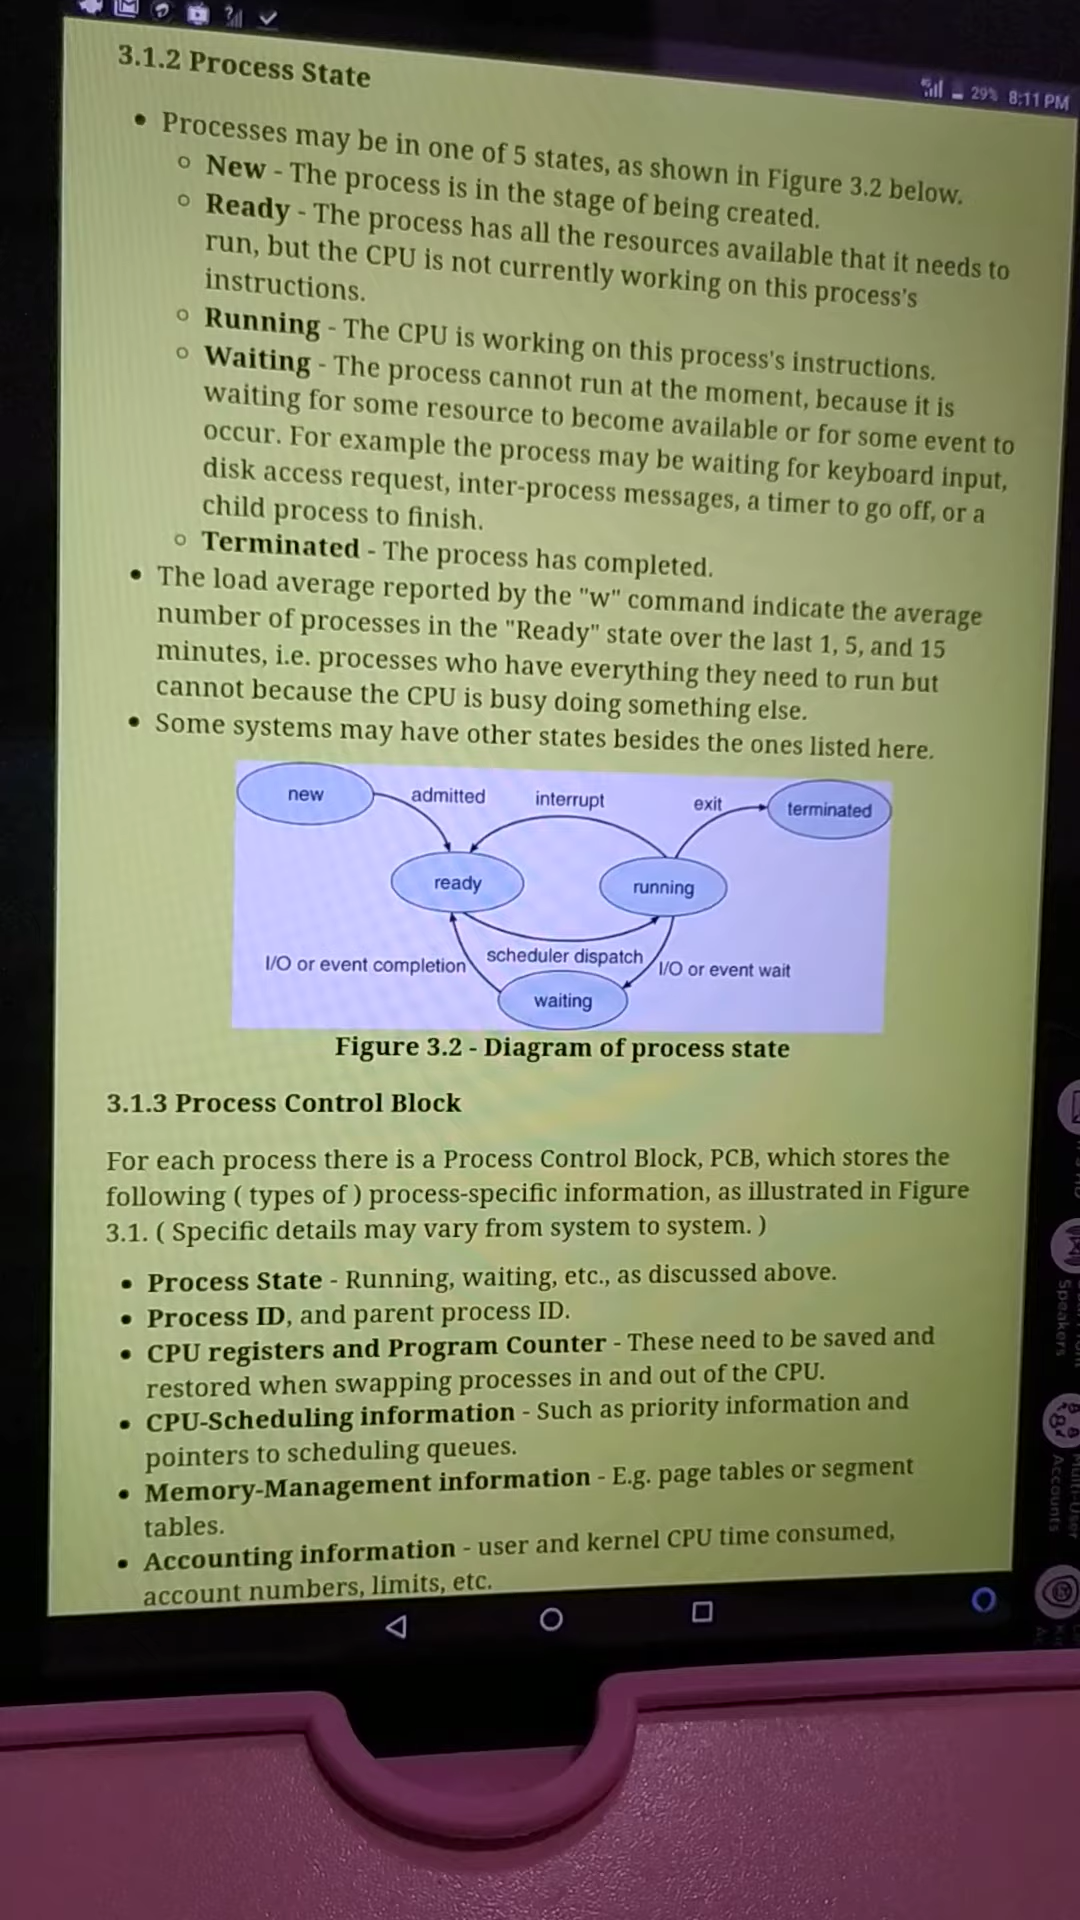 29% 8:11 PM
3.1.2 Process State
• Processes may be in one of 5 states, as shown in Figure 3.2 below.
○ New - The process is in the stage of being created.
○ Ready - The process has all the resources available that it needs to
run, but the CPU is not currently working on this process's
instructions.
○ Running - The CPU is working on this process's instructions.
○ Waiting - The process cannot run at the moment, because it is
waiting for some resource to become available or for some event to
occur. For example the process may be waiting for keyboard input,
disk access request, inter-process messages, a timer to go off, or a
child process to finish.
○ Terminated - The process has completed.
• The load average reported by the "w" command indicate the average
number of processes in the "Ready" state over the last 1, 5, and 15
minutes, i.e. processes who have everything they need to run but
cannot because the CPU is busy doing something else.
• Some systems may have other states besides the ones listed here.
new
admitted
interrupt
exit
terminated
ready
running
I/O or event completion
scheduler dispatch
I/O or event wait
waiting
Figure 3.2 - Diagram of process state
3.1.3 Process Control Block
For each process there is a Process Control Block, PCB, which stores the
following ( types of ) process-specific information, as illustrated in Figure
3.1. ( Specific details may vary from system to system. )
• Process State - Running, waiting, etc., as discussed above.
• Process ID, and parent process ID.
• CPU registers and Program Counter - These need to be saved and
restored when swapping processes in and out of the CPU.
• CPU-Scheduling information - Such as priority information and
pointers to scheduling queues.
• Memory-Management information - E.g. page tables or segment
tables.
• Accounting information - user and kernel CPU time consumed,
account numbers, limits, etc.
Speakers
Multi-User
Accounts